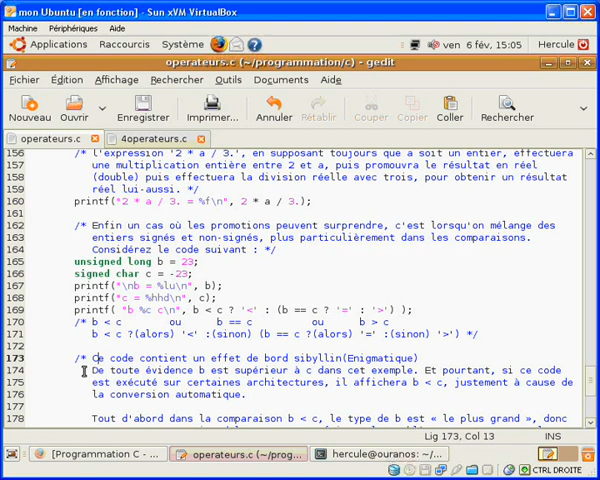 mon Ubuntu [en fonction] - Sun xVM VirtualBox
Machine Périphériques Aide
Applications Raccourcis Système ven 6 fév, 15:05 Hercule
operateurs.c (~/programmation/c) - gedit
Fichier Édition Affichage Rechercher Outils Documents Aide
Nouveau Ouvrir Enregistrer Imprimer... Annuler Rétablir Couper Copier Coller Rechercher
operateurs.c 4operateurs.c
156 /* l'expression '2 * a / 3.', en supposant toujours que a soit un entier, effectuera
157 une multiplication entière entre 2 et a, puis promouvra le résultat en réel
158 (double) puis effectuera la division réelle avec trois, pour obtenir un résultat
159 réel lui-aussi. */
160 printf("2 * a / 3. = %f\n", 2 * a / 3.);
161
162 /* Enfin un cas où les promotions peuvent surprendre, c'est lorsqu'on mélange des
163 entiers signés et non-signés, plus particulièrement dans les comparaisons.
164 Considérez le code suivant : */
165 unsigned long b = 23;
166 signed char c = -23;
167 printf("\nb = %lu\n", b);
168 printf("c = %hhd\n", c);
169 printf( "b %c c\n", b < c ? '<' : (b == c ? '=' : '>') );
170 /* b < c ou b == c ou b > c
171 b < c ?(alors) '<' :(sinon) (b == c ?(alors) '=' :(sinon) '>') */
172
173 /* Ce code contient un effet de bord sibyllin(Enigmatique)
174 De toute évidence b est supérieur à c dans cet exemple. Et pourtant, si ce code
175 est exécuté sur certaines architectures, il affichera b < c, justement à cause de
176 la conversion automatique.
177
178 Tout d'abord dans la comparaison b < c, le type de b est « le plus grand », donc
Lig 173, Col 13 INS
[Programmation C - ... operateurs.c (~/prog... hercule@ouranos: ~/...
CTRL DROITE